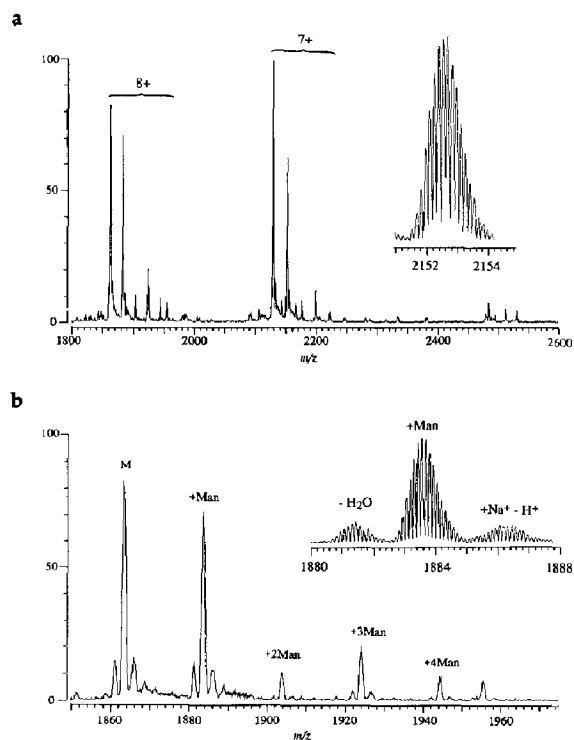 a
7+
8+
100
50
0
2152 2154
1800 2000 2200 2400 2600
m/z
b
+Man
100
M
- H₂O
+Na⁺ - H⁺
+Man
1880 1884 1888
50
+3Man
+2Man
+4Man
0
1860 1880 1900 1920 1940 1960
m/z